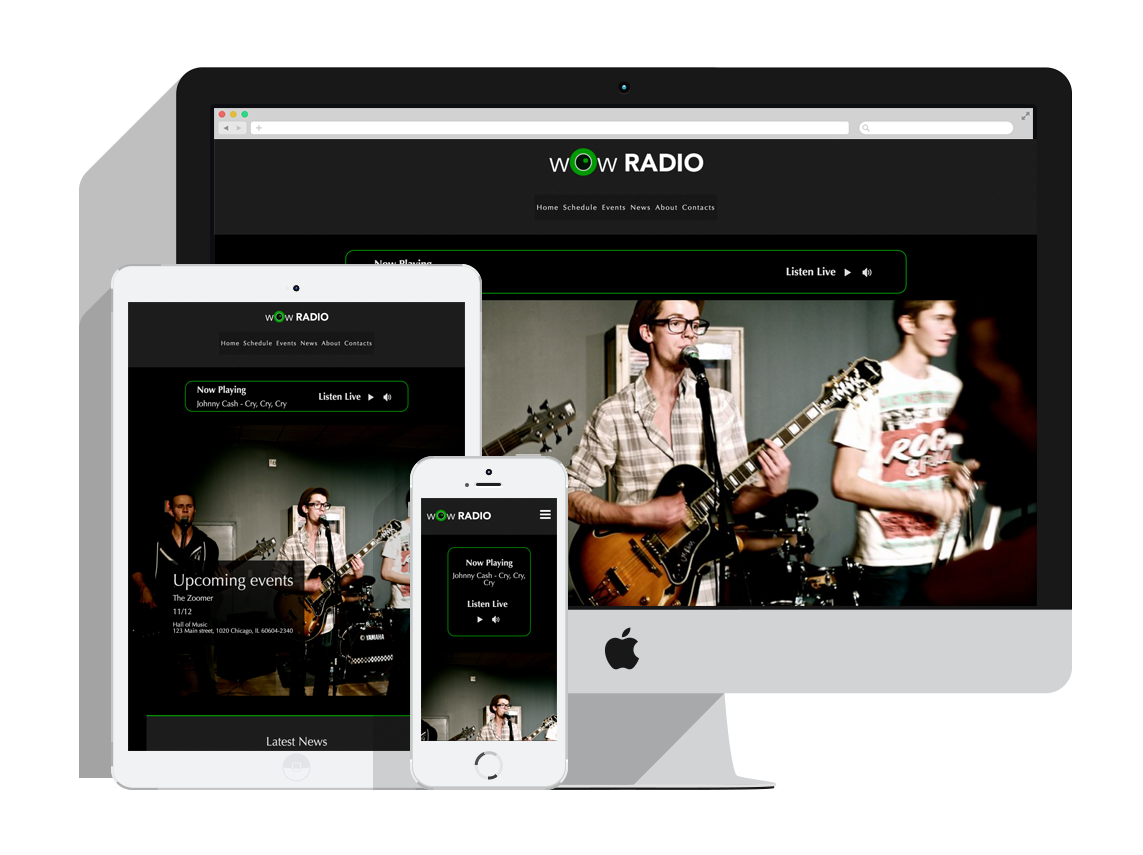 wOw RADIO
Home Schedule Events News About Contacts
Now Playing
Listen Live
ROCK
wOw RADIO
Home Schedule Events News About Contacts
Now Playing
Johnny Cash - Cry, Cry, Cry
Listen Live
Upcoming events
The Zoomer
11/12
Hall of Music
123 Main street, 1020 Chicago, IL 60604-2340
YAMAHA
Latest News
wOw RADIO
Now Playing
Johnny Cash - Cry, Cry,
Cry
Listen Live